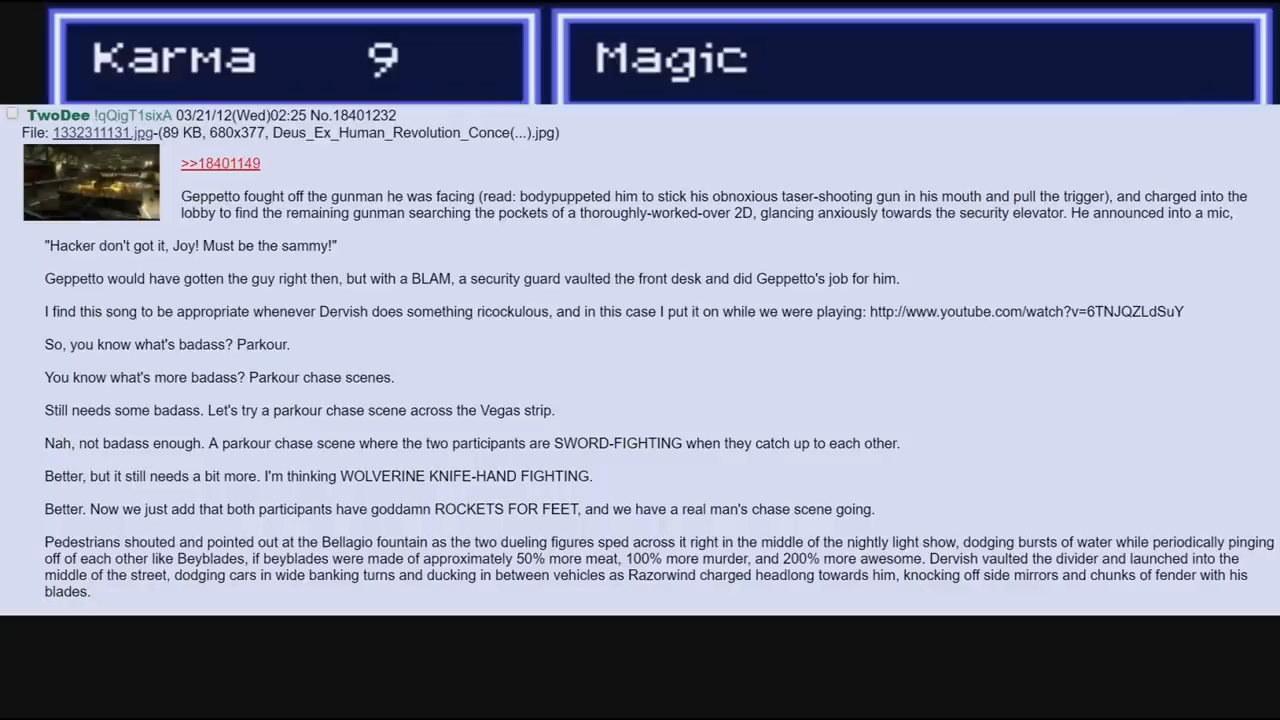 Karma 9 Magic
TwoDee !qQigT1sixA 03/21/12(Wed)02:25 No.18401232
File: 1332311131.jpg-(89 KB, 680x377, Deus_Ex_Human_Revolution_Conce(...).jpg)
>>18401149
Geppetto fought off the gunman he was facing (read: bodypuppeted him to stick his obnoxious taser-shooting gun in his mouth and pull the trigger), and charged into the
lobby to find the remaining gunman searching the pockets of a thoroughly-worked-over 2D, glancing anxiously towards the security elevator. He announced into a mic,
"Hacker don't got it, Joy! Must be the sammy!"
Geppetto would have gotten the guy right then, but with a BLAM, a security guard vaulted the front desk and did Geppetto's job for him.
I find this song to be appropriate whenever Dervish does something ricockulous, and in this case I put it on while we were playing: http://www.youtube.com/watch?v=6TNJQZLdSuY
So, you know what's badass? Parkour.
You know what's more badass? Parkour chase scenes.
Still needs some badass. Let's try a parkour chase scene across the Vegas strip.
Nah, not badass enough. A parkour chase scene where the two participants are SWORD-FIGHTING when they catch up to each other.
Better, but it still needs a bit more. I'm thinking WOLVERINE KNIFE-HAND FIGHTING.
Better. Now we just add that both participants have goddamn ROCKETS FOR FEET, and we have a real man's chase scene going.
Pedestrians shouted and pointed out at the Bellagio fountain as the two dueling figures sped across it right in the middle of the nightly light show, dodging bursts of water while periodically pinging
off of each other like Beyblades, if beyblades were made of approximately 50% more meat, 100% more murder, and 200% more awesome. Dervish vaulted the divider and launched into the
middle of the street, dodging cars in wide banking turns and ducking in between vehicles as Razorwind charged headlong towards him, knocking off side mirrors and chunks of fender with his
blades.